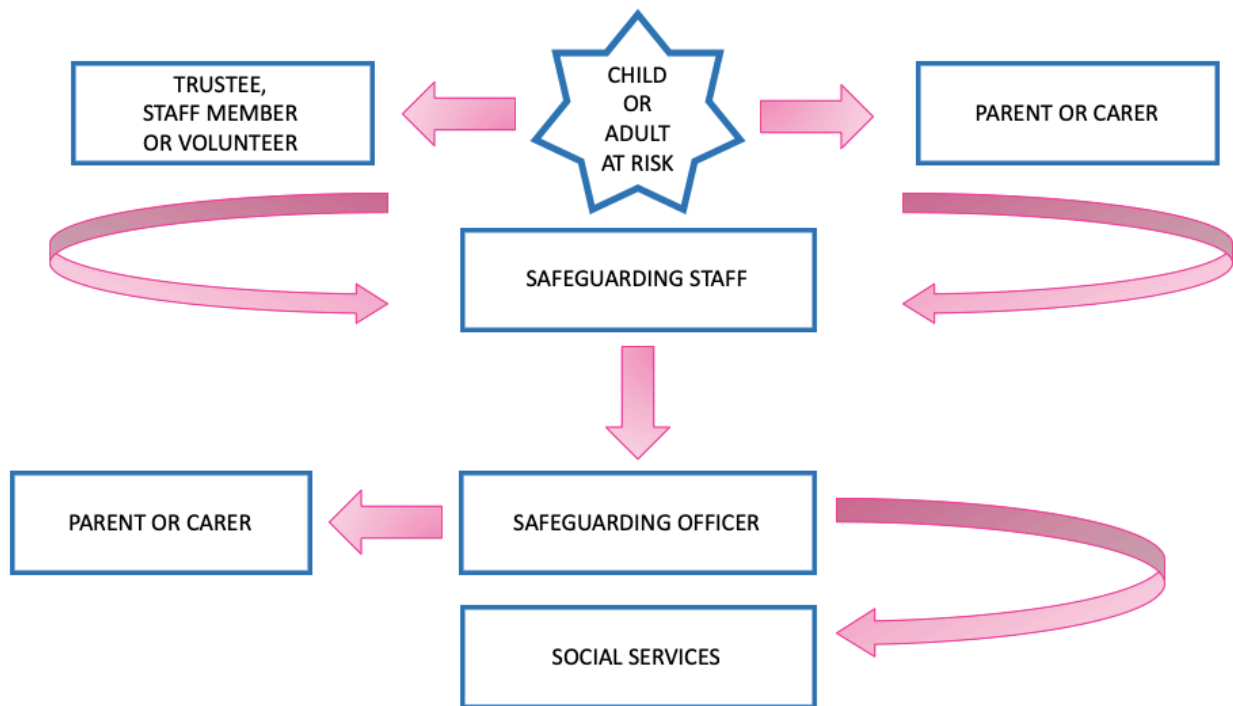 TRUSTEE,
STAFF MEMBER
OR VOLUNTEER
CHILD
OR
ADULT
AT RISK
PARENT OR CARER
SAFEGUARDING STAFF
PARENT OR CARER
SAFEGUARDING OFFICER
SOCIAL SERVICES